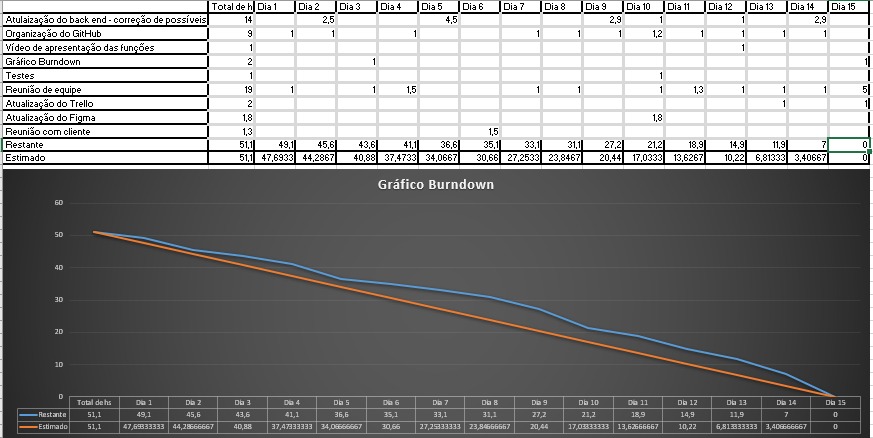 Total de h Dia 1 Dia 2 Dia 3 Dia 4 Dia 5 Dia 6 Dia 7 Dia 8 Dia 9 Dia 10 Dia 11 Dia 12 Dia 13 Dia 14 Dia 15
Atulaização do back end - correção de possíveis 14 2,5 4,5 2,9 1 1 2,9
Organização do GitHub 9 1 1 1 1 1 1 1,2 1 1 1
Vídeo de apresentação das funções 1 1
Gráfico Burndown 2 1 1
Testes 1 1
Reunião de equipe 19 1 1 1,5 1 1 1 1,3 1 1 5
Atualização do Trello 2 1 1
Atualização do Figma 1,8 1,8
Reunião com cliente 1,3 1,5
Restante 51,1 49,1 45,6 43,6 41,1 36,6 35,1 33,1 31,1 27,2 21,2 18,9 14,9 11,9 7 0
Estimado 51,1 47,6933 44,2867 40,88 37,4733 34,0667 30,66 27,2533 23,8467 20,44 17,0333 13,6267 10,22 6,81333 3,40667 0
Gráfico Burndown
60
50
40
30
20
10
0
Total de hs Dia 1 Dia 2 Dia 3 Dia 4 Dia 5 Dia 6 Dia 7 Dia 8 Dia 9 Dia 10 Dia 11 Dia 12 Dia 13 Dia 14 Dia 15
Restante 51,1 49,1 45,6 43,6 41,1 36,6 35,1 33,1 31,1 27,2 21,2 18,9 14,9 11,9 7 0
Estimado 51,1 47,69333333 44,28666667 40,88 37,47333333 34,06666667 30,66 27,25333333 23,84666667 20,44 17,03333333 13,62666667 10,22 6,813333333 3,406666667 0